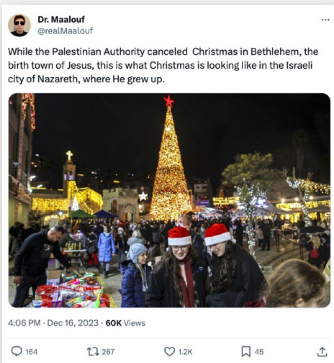 Dr. Maalouf
@realMaalouf
While the Palestinian Authority canceled Christmas in Bethlehem, the
birth town of Jesus, this is what Christmas is looking like in the Israeli
city of Nazareth, where He grew up.
4:06 PM · Dec 16, 2023 · 60K Views
164 267 1.2K 45